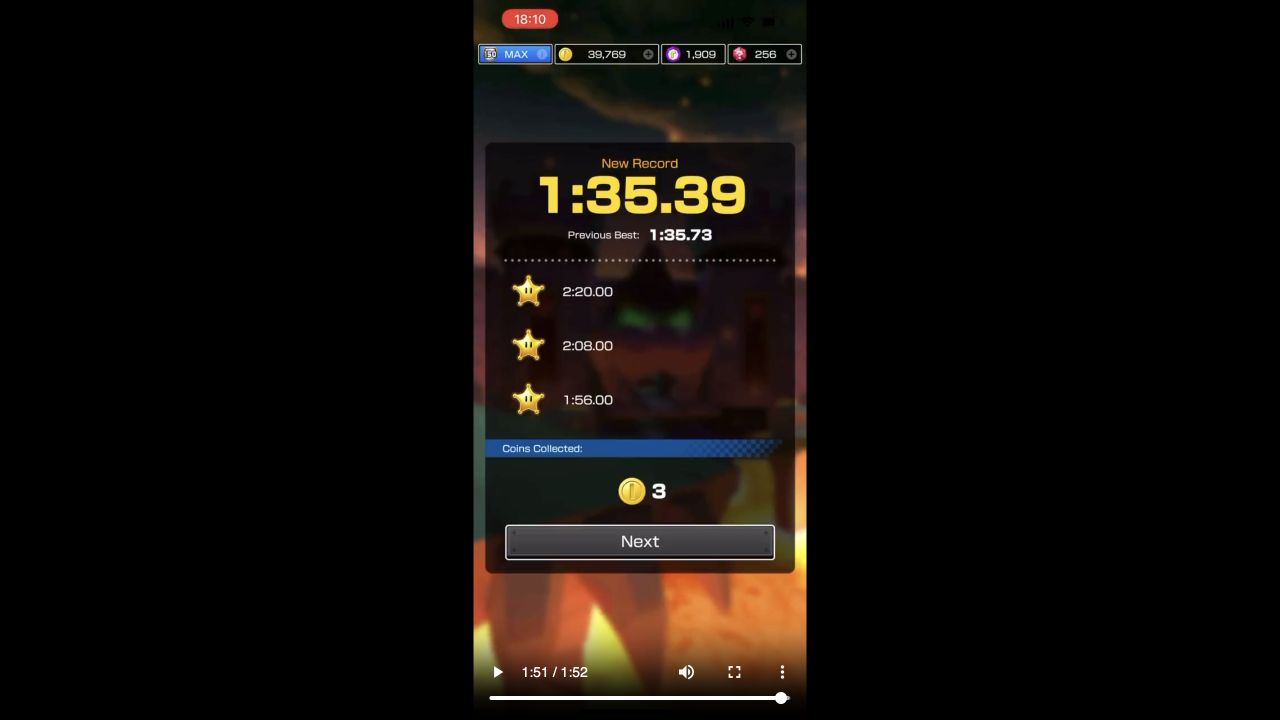 18:10
50 MAX 39,769 1,909 256
New Record
1:35.39
Previous Best: 1:35.73
2:20.00
2:08.00
1:56.00
Coins Collected:
3
Next
1:51 / 1:52